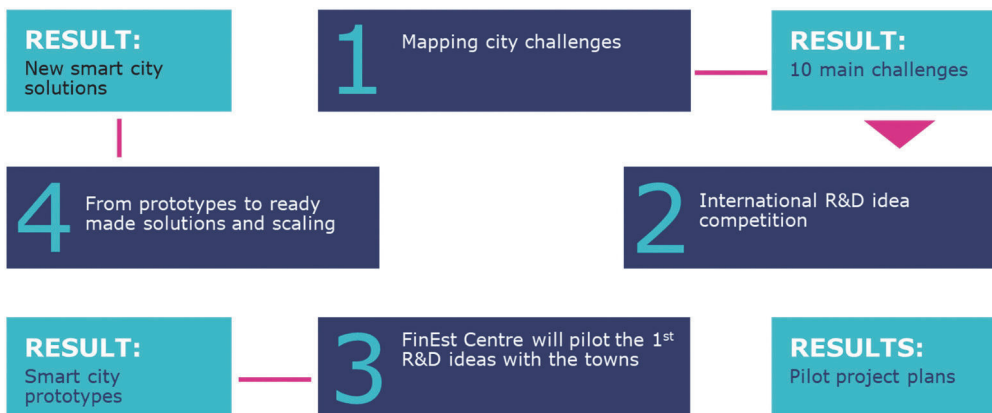 RESULT:
New smart city
solutions
1
Mapping city challenges
RESULT:
10 main challenges
4
From prototypes to ready
made solutions and scaling
2
International R&D idea
competition
RESULT:
Smart city
prototypes
3
FinEst Centre will pilot the 1st
R&D ideas with the towns
RESULTS:
Pilot project plans